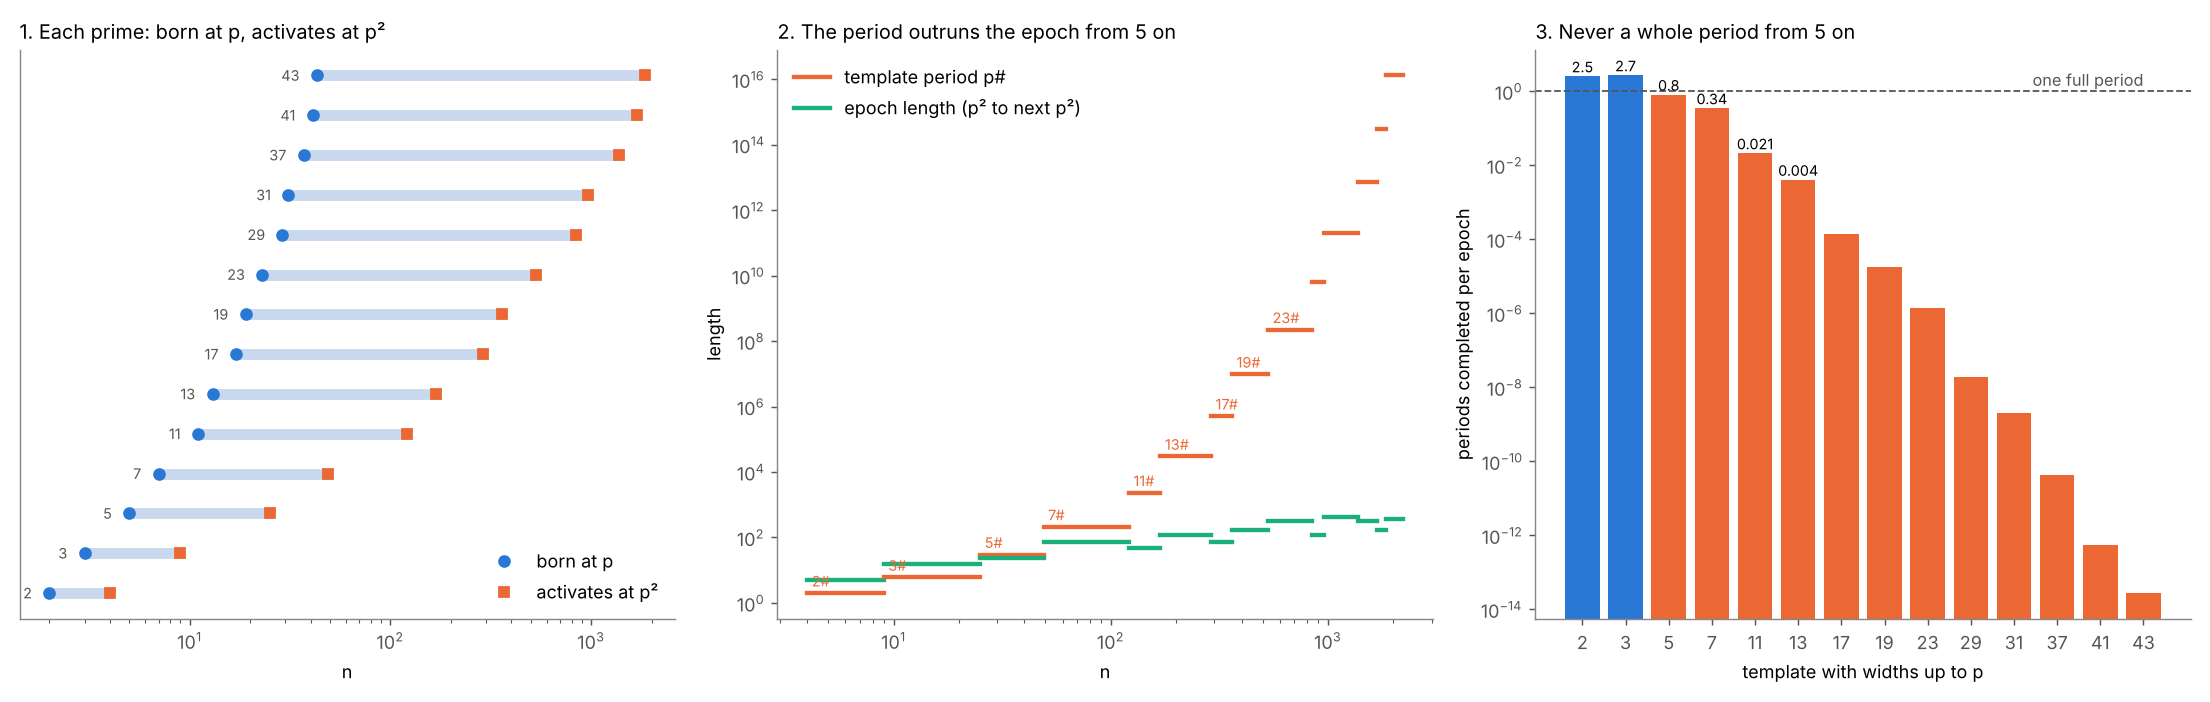 1. Each prime: born at p, activates at p²
43
41
37
31
29
23
19
17
13
11
7
5
3
2
born at p
activates at p²
10¹ 10² 10³
n
2. The period outruns the epoch from 5 on
template period p#
epoch length (p² to next p²)
length
10¹⁶
10¹⁴
10¹²
10¹⁰
10⁸
10⁶
10⁴
10²
10⁰
23#
19#
17#
13#
11#
7#
5#
3#
2#
10¹ 10² 10³
n
3. Never a whole period from 5 on
one full period
2.5 2.7 0.8 0.34 0.021 0.004
periods completed per epoch
10⁰
10⁻²
10⁻⁴
10⁻⁶
10⁻⁸
10⁻¹⁰
10⁻¹²
10⁻¹⁴
2 3 5 7 11 13 17 19 23 29 31 37 41 43
template with widths up to p